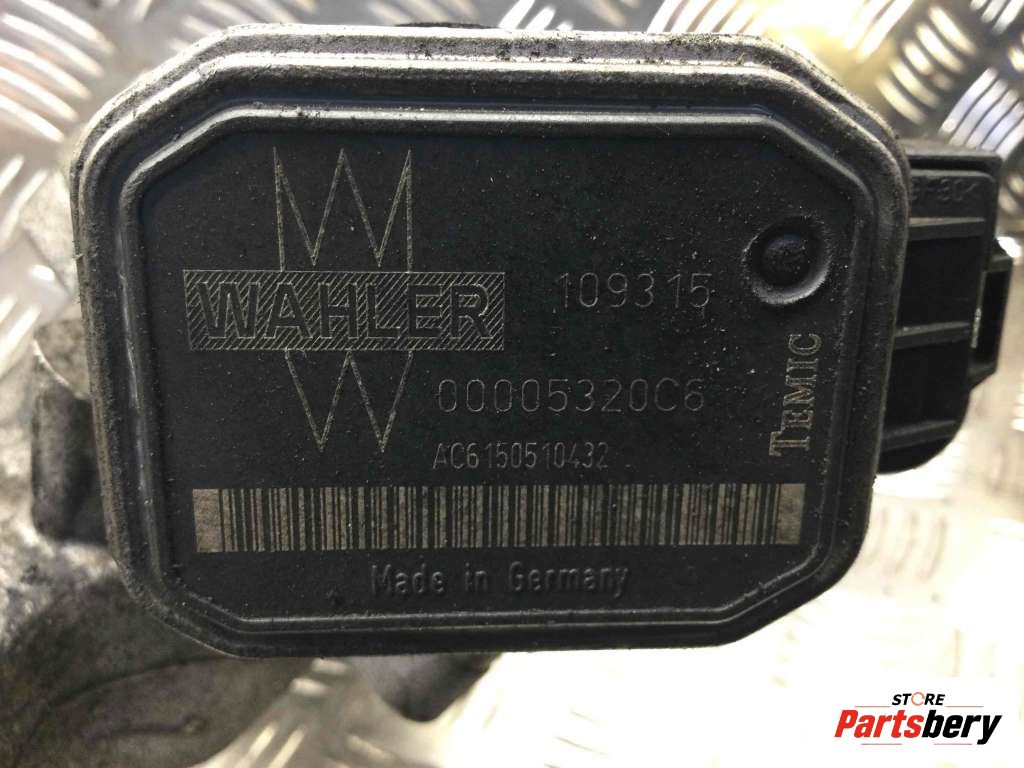 WAHLER
109315
00005320C6
AC6150510432
TEMIC
Made in Germany
STORE
Partsbery